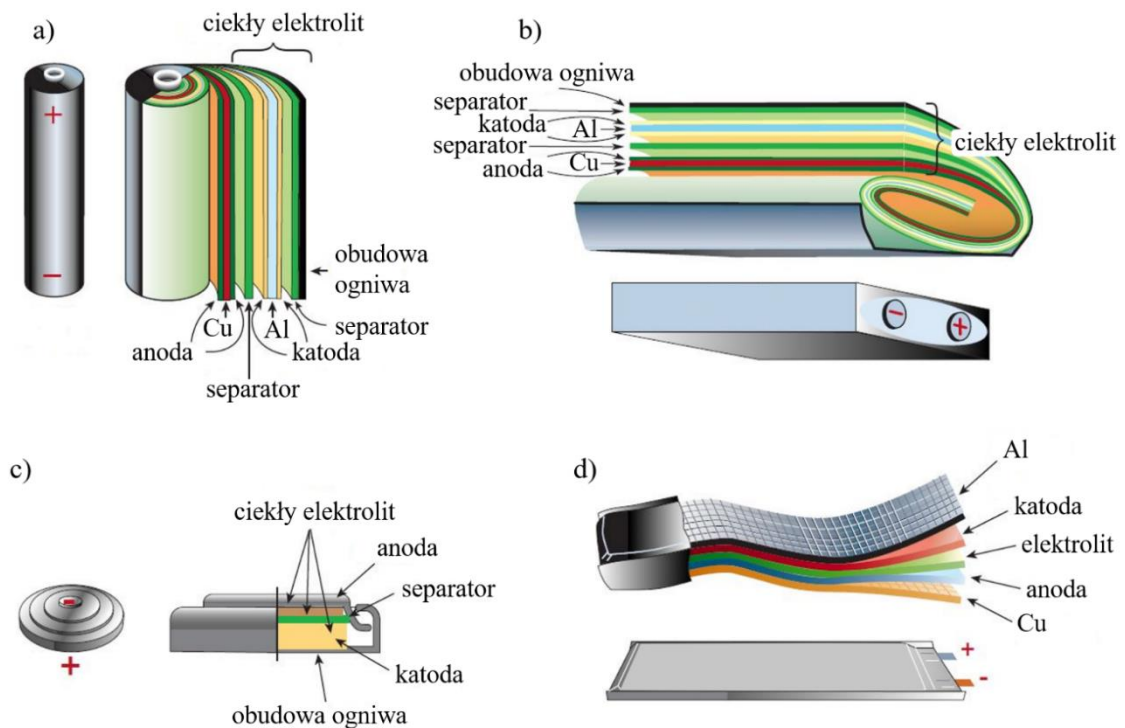 a)
ciekły elektrolit
+
−
obudowa
ogniwa
Cu
Al
separator
anoda
katoda
separator
b)
obudowa ogniwa
separator
katoda
Al
separator
Cu
anoda
ciekły elektrolit
−
+
c)
ciekły elektrolit
anoda
separator
katoda
obudowa ogniwa
-
+
d)
Al
katoda
elektrolit
anoda
Cu
+
-